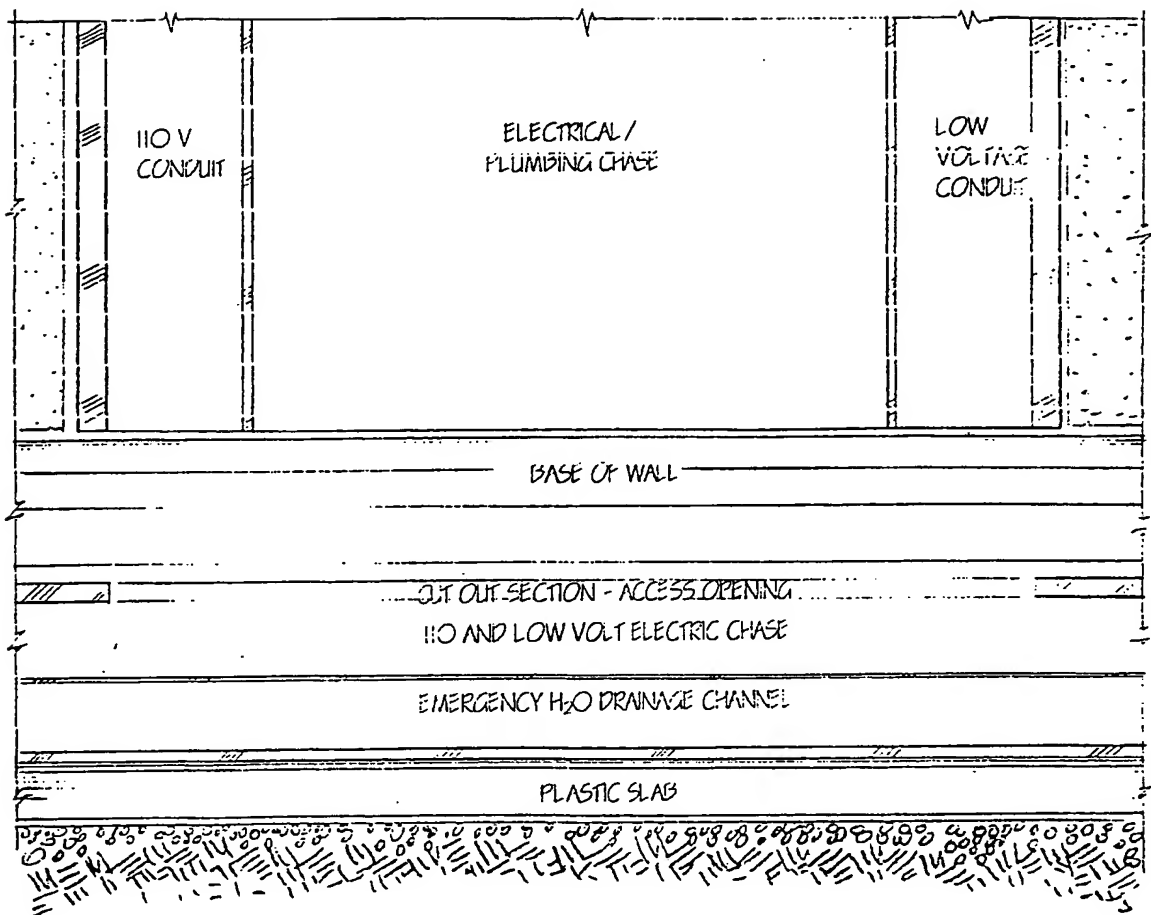 110 V
CONDUIT
ELECTRICAL /
PLUMBING CHASE
LOW
VOLTAGE
CONDUIT
BASE OF WALL
CUT OUT SECTION - ACCESS OPENING
110 AND LOW VOLT ELECTRIC CHASE
EMERGENCY H₂O DRAINAGE CHANNEL
PLASTIC SLAB